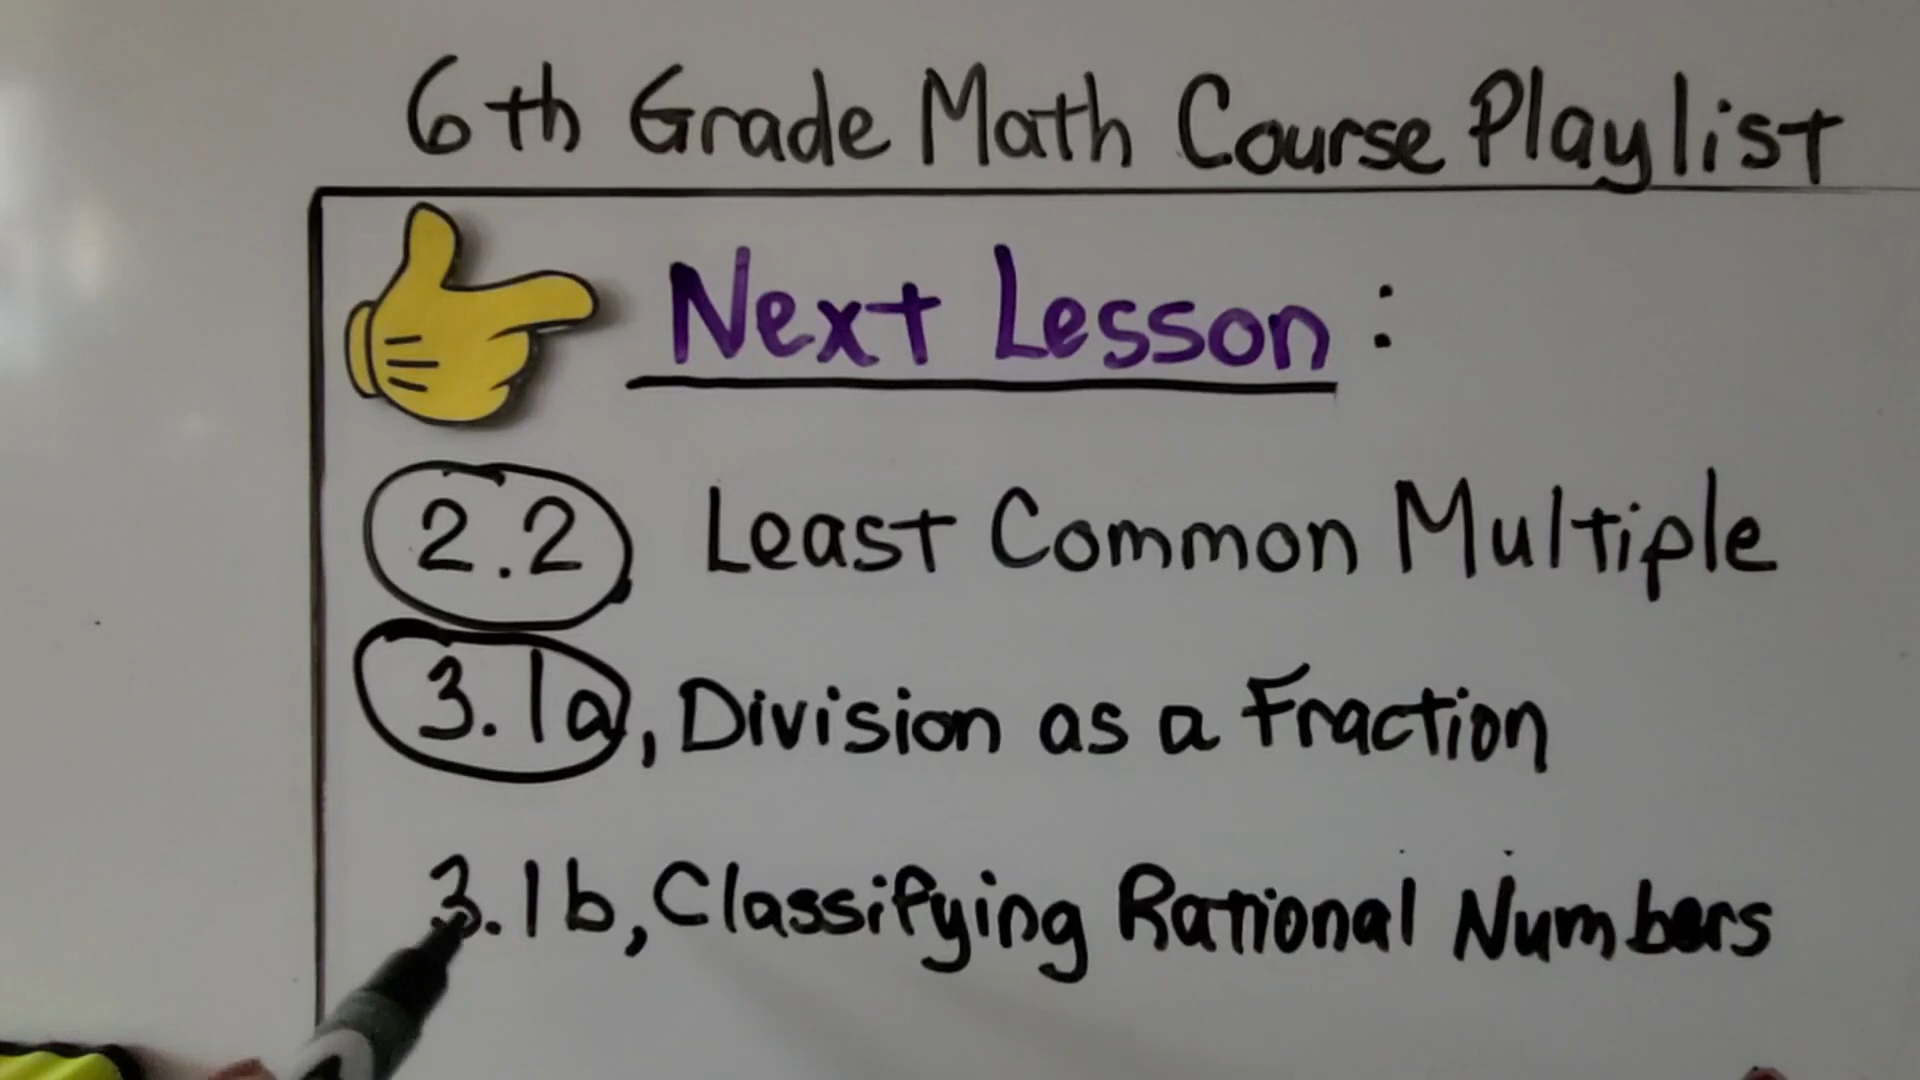 6th Grade Math Course Playlist
Next Lesson:
2.2 Least Common Multiple
3.1a, Division as a Fraction
3.1b, Classifying Rational Numbers